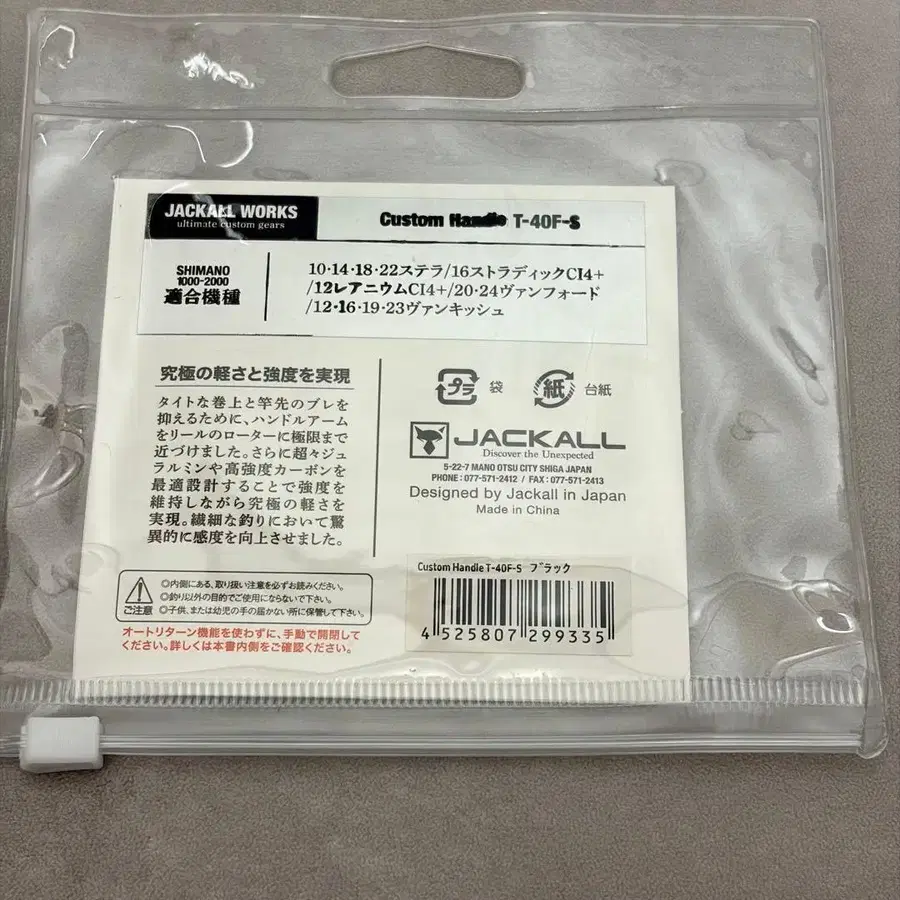 JACKALL WORKS
ultimate custom gears
Custom Handle T-40F-S
SHIMANO
1000-2000
適合機種
10・14・18・22ステラ/16ストラディックCI4+
/12レアニウムCI4+/20・24ヴァンフォード
/12・16・19・23ヴァンキッシュ
究極の軽さと強度を実現
タイトな巻上と竿先のブレを
抑えるために、ハンドルアーム
をリールのローターに極限まで
近づけました。さらに超々ジュ
ラルミンや高強度カーボンを
最適設計することで強度を
維持しながら究極の軽さを
実現。繊細な釣りにおいて驚
異的に感度を向上させました。
プラ 袋
紙 台紙
JACKALL
Discover the Unexpected
5-22-7 MANO OTSU CITY SHIGA JAPAN
PHONE : 077-571-2412 / FAX : 077-571-2413
Designed by Jackall in Japan
Made in China
ご注意
◎内側にある、取り扱い注意を必ずお読みください。
◎釣り以外の目的でご使用にならないで下さい。
◎子供、または幼児の手の届かない所に保管して下さい。
オートリターン機能を使わずに、手動で開閉して
ください。詳しくは本書内側をご確認ください。
Custom Handle T-40F-S ブラック
4 525807 299335